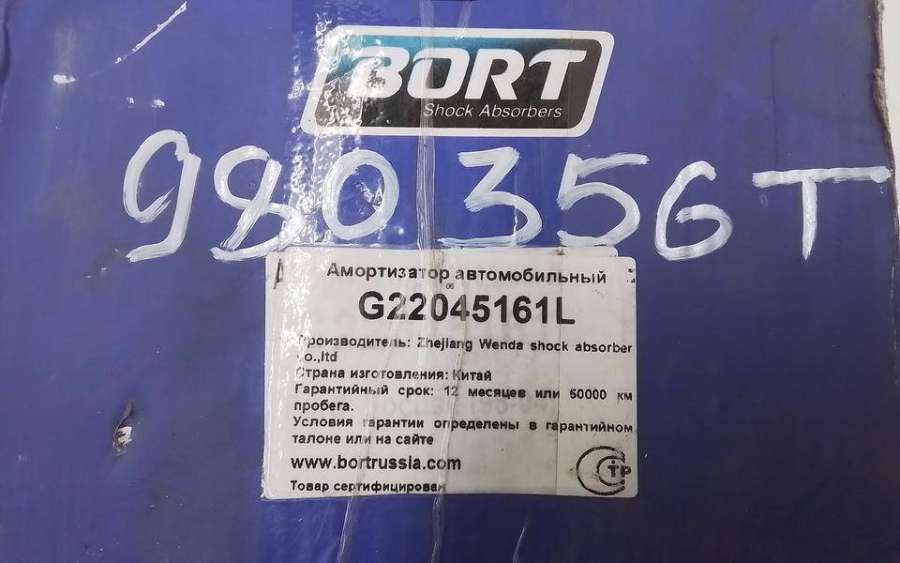 BORT
Shock Absorbers
980356T
Амортизатор автомобильный
G22045161L
Производитель: Zhejiang Wenda shock absorber
co.,ltd
Страна изготовления: Китай
Гарантийный срок: 12 месяцев или 50000 км
пробега.
Условия гарантии определены в гарантийном
талоне или на сайте
www.bortrussia.com
Товар сертифицирован
СТР